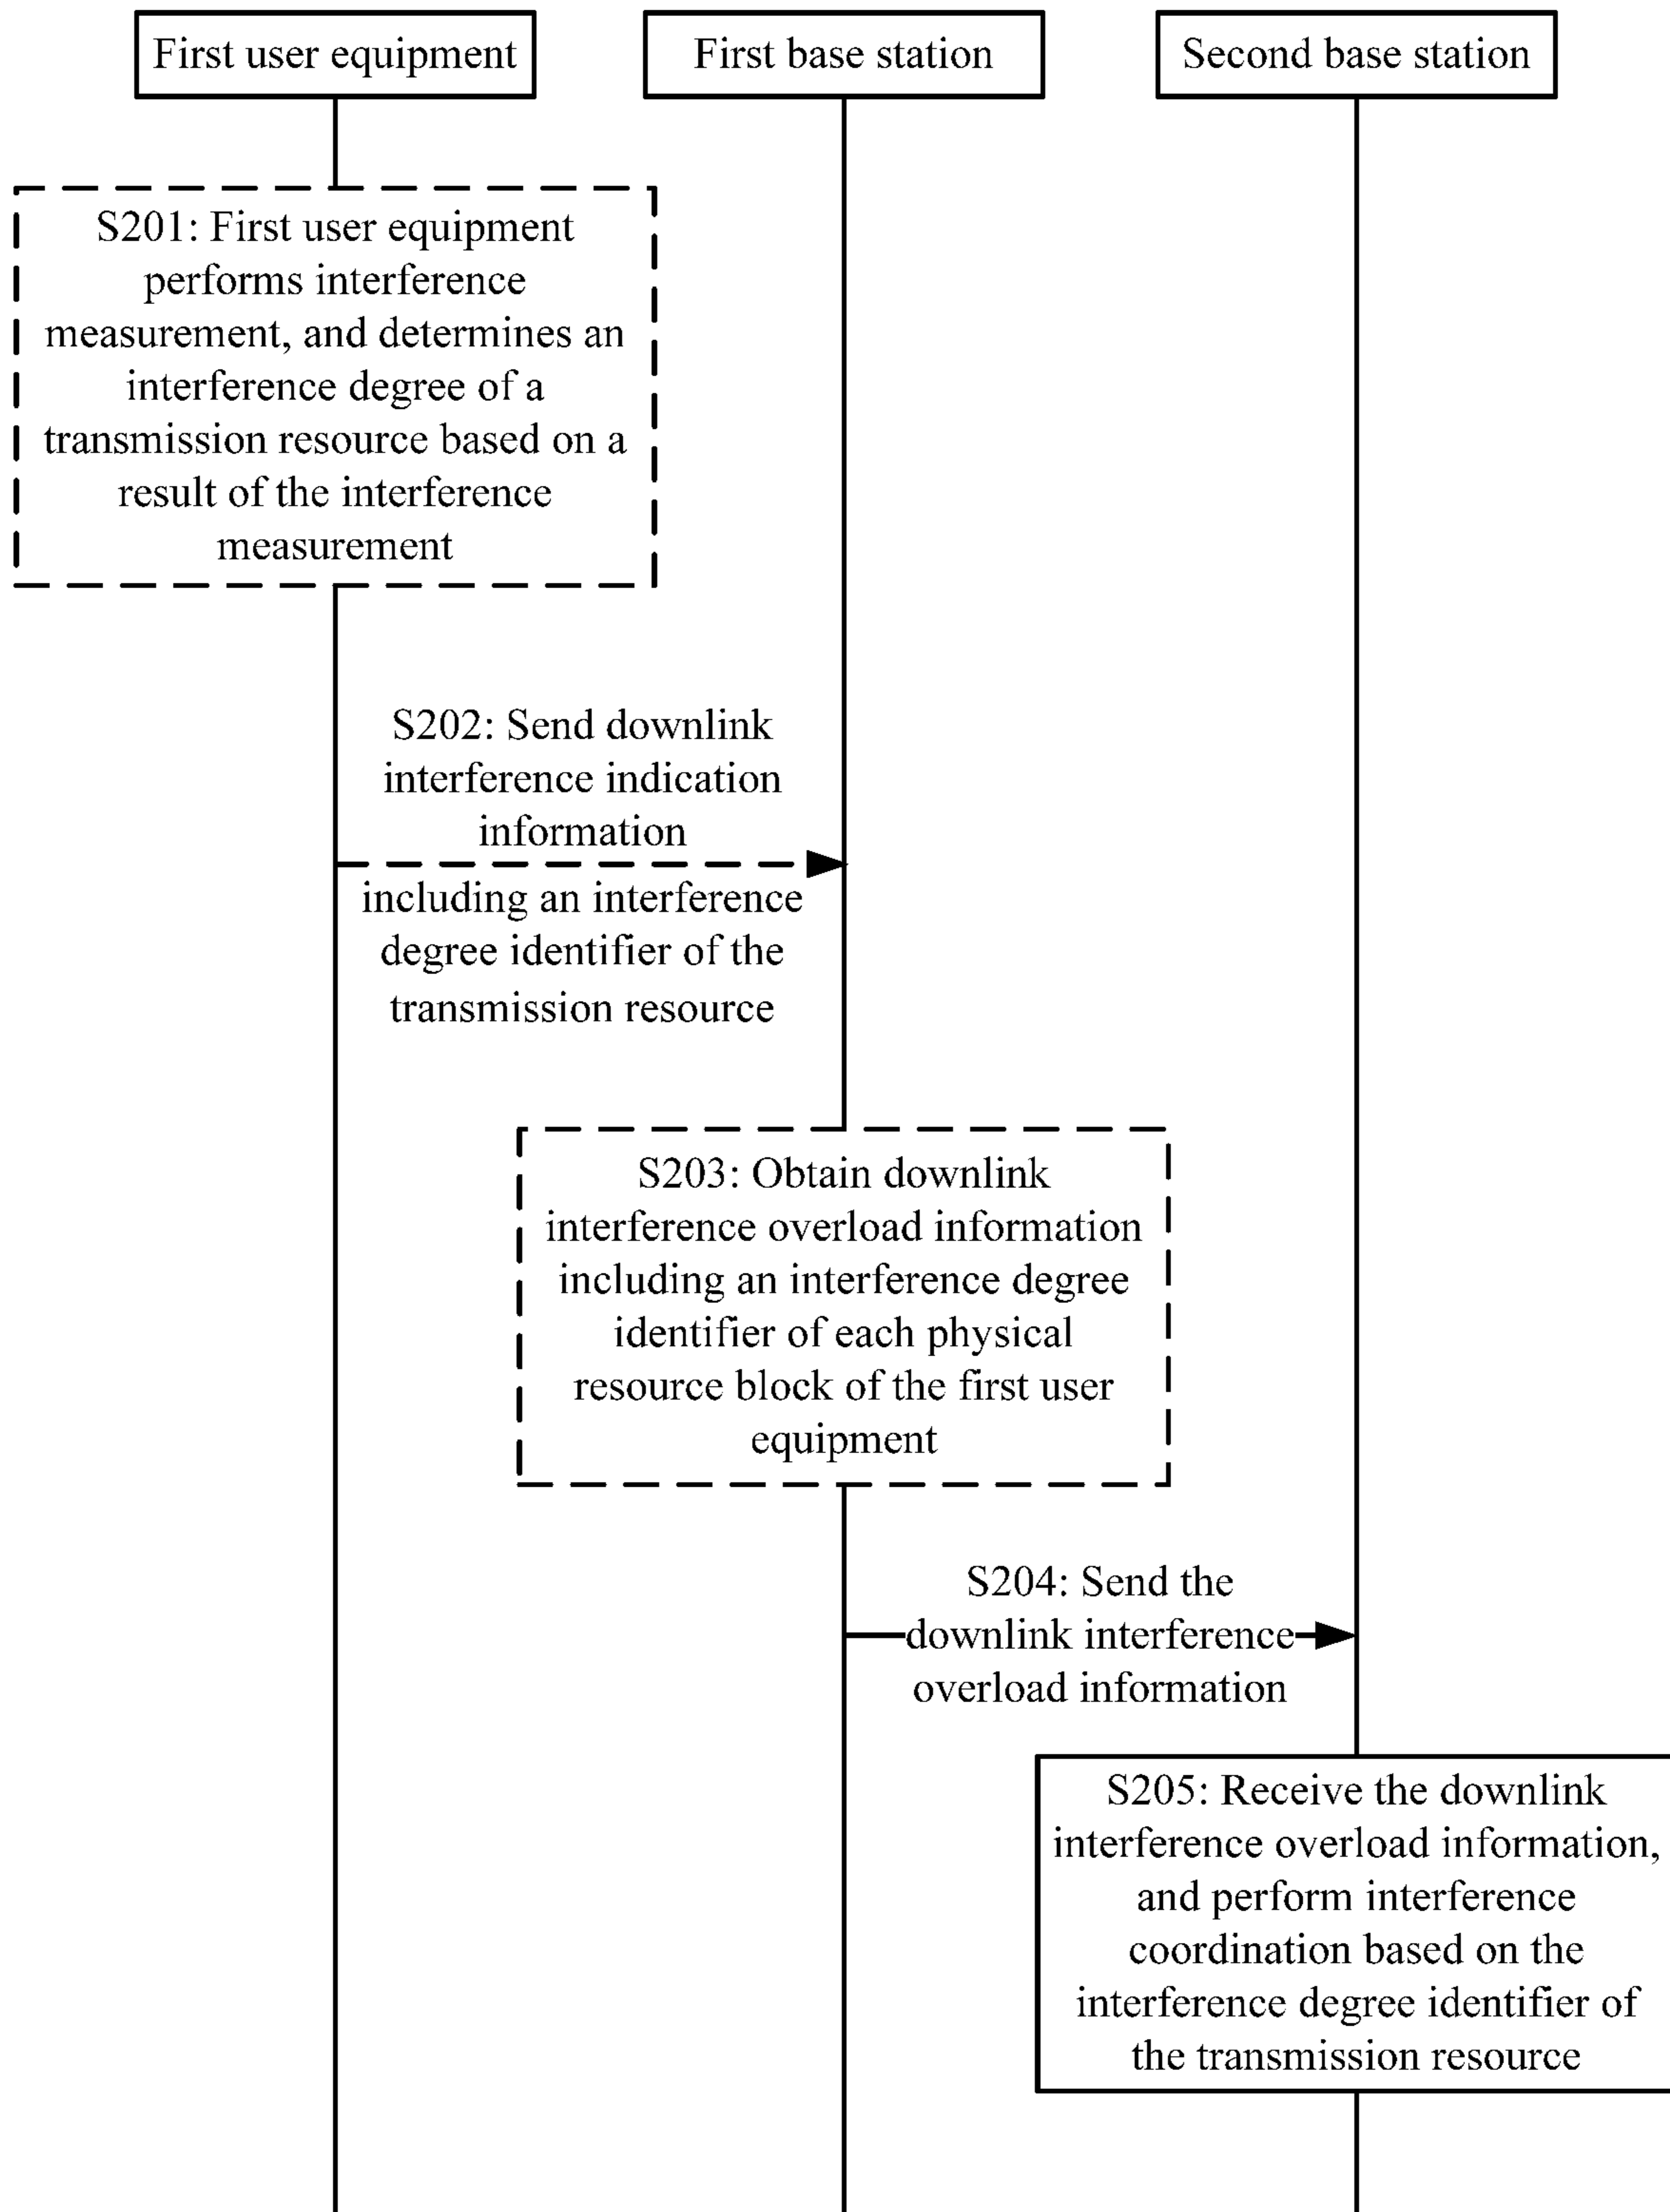 First user equipment
First base station
Second base station
S201: First user equipment
performs interference
measurement, and determines an
interference degree of a
transmission resource based on a
result of the interference
measurement
S202: Send downlink
interference indication
information
including an interference
degree identifier of the
transmission resource
S203: Obtain downlink
interference overload information
including an interference degree
identifier of each physical
resource block of the first user
equipment
S204: Send the
downlink interference
overload information
S205: Receive the downlink
interference overload information,
and perform interference
coordination based on the
interference degree identifier of
the transmission resource